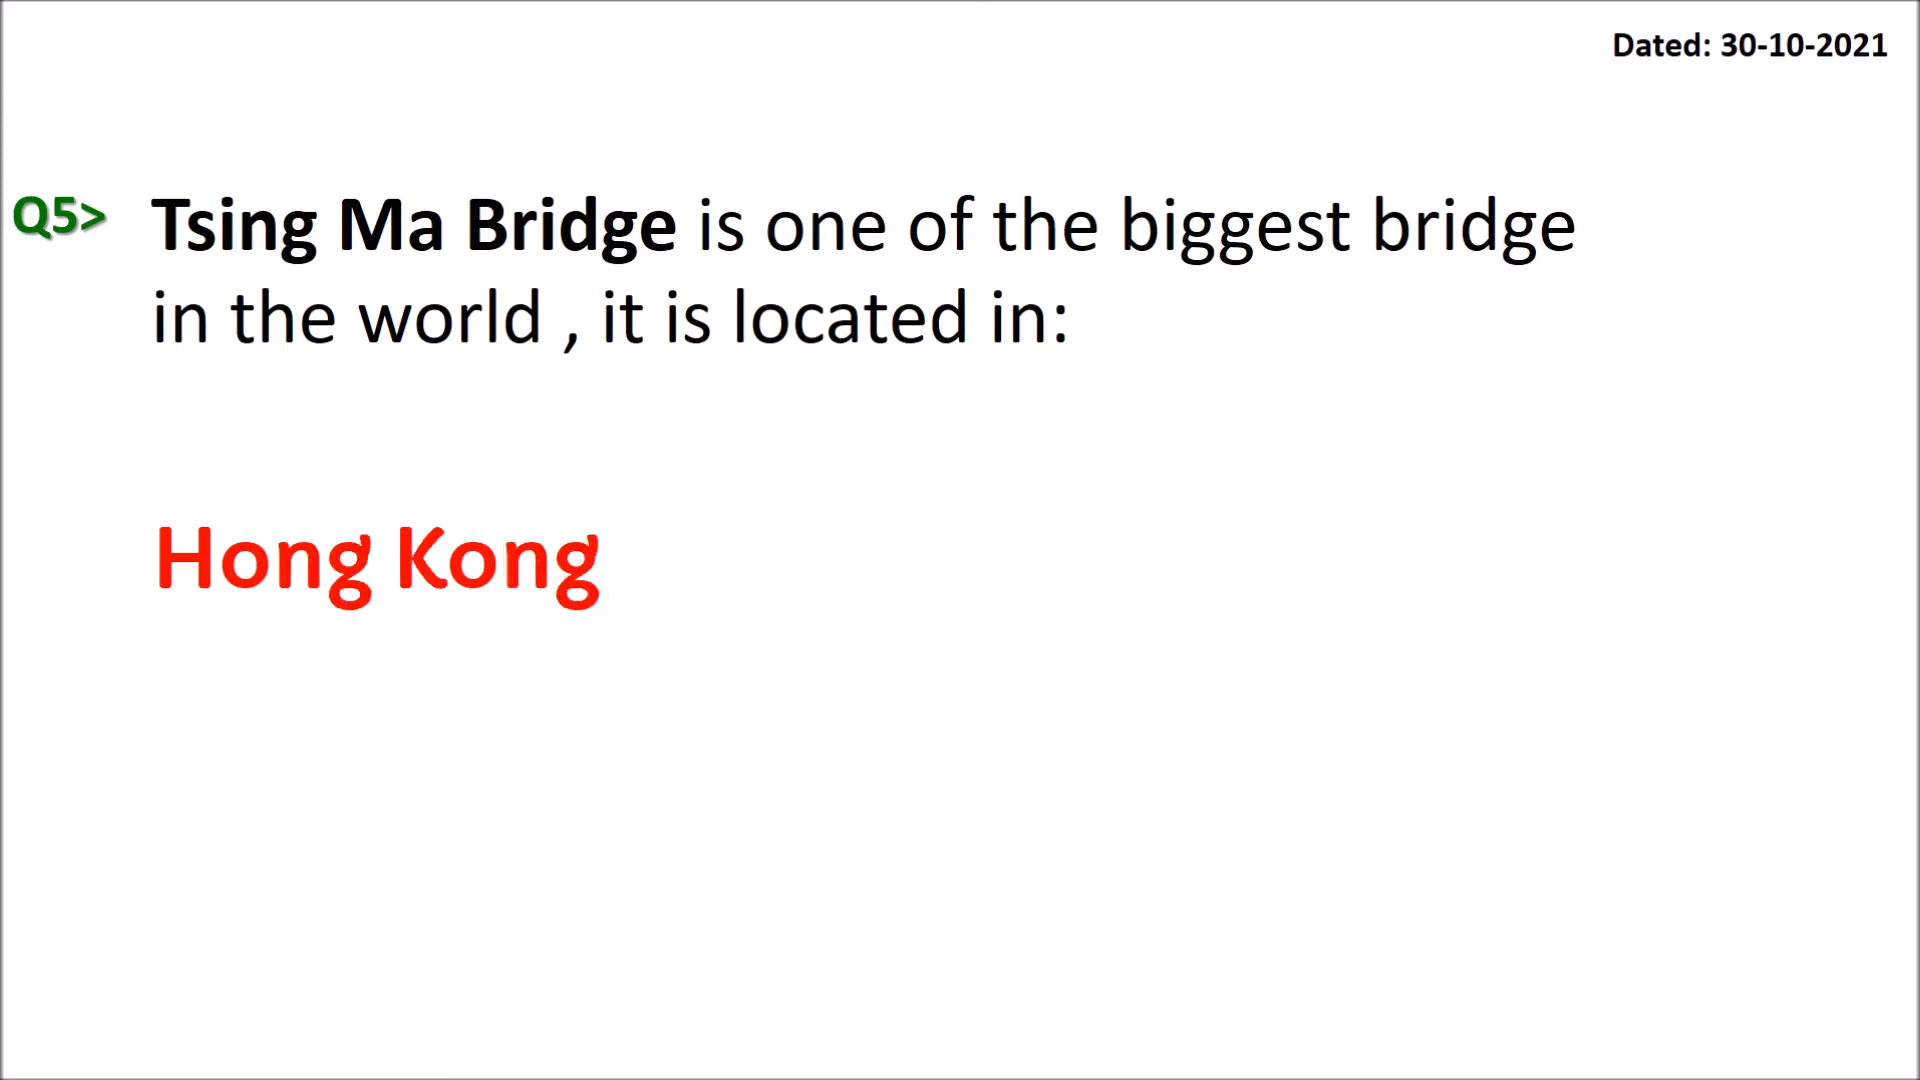 Dated: 30-10-2021
Q5> Tsing Ma Bridge is one of the biggest bridge
in the world , it is located in:
Hong Kong